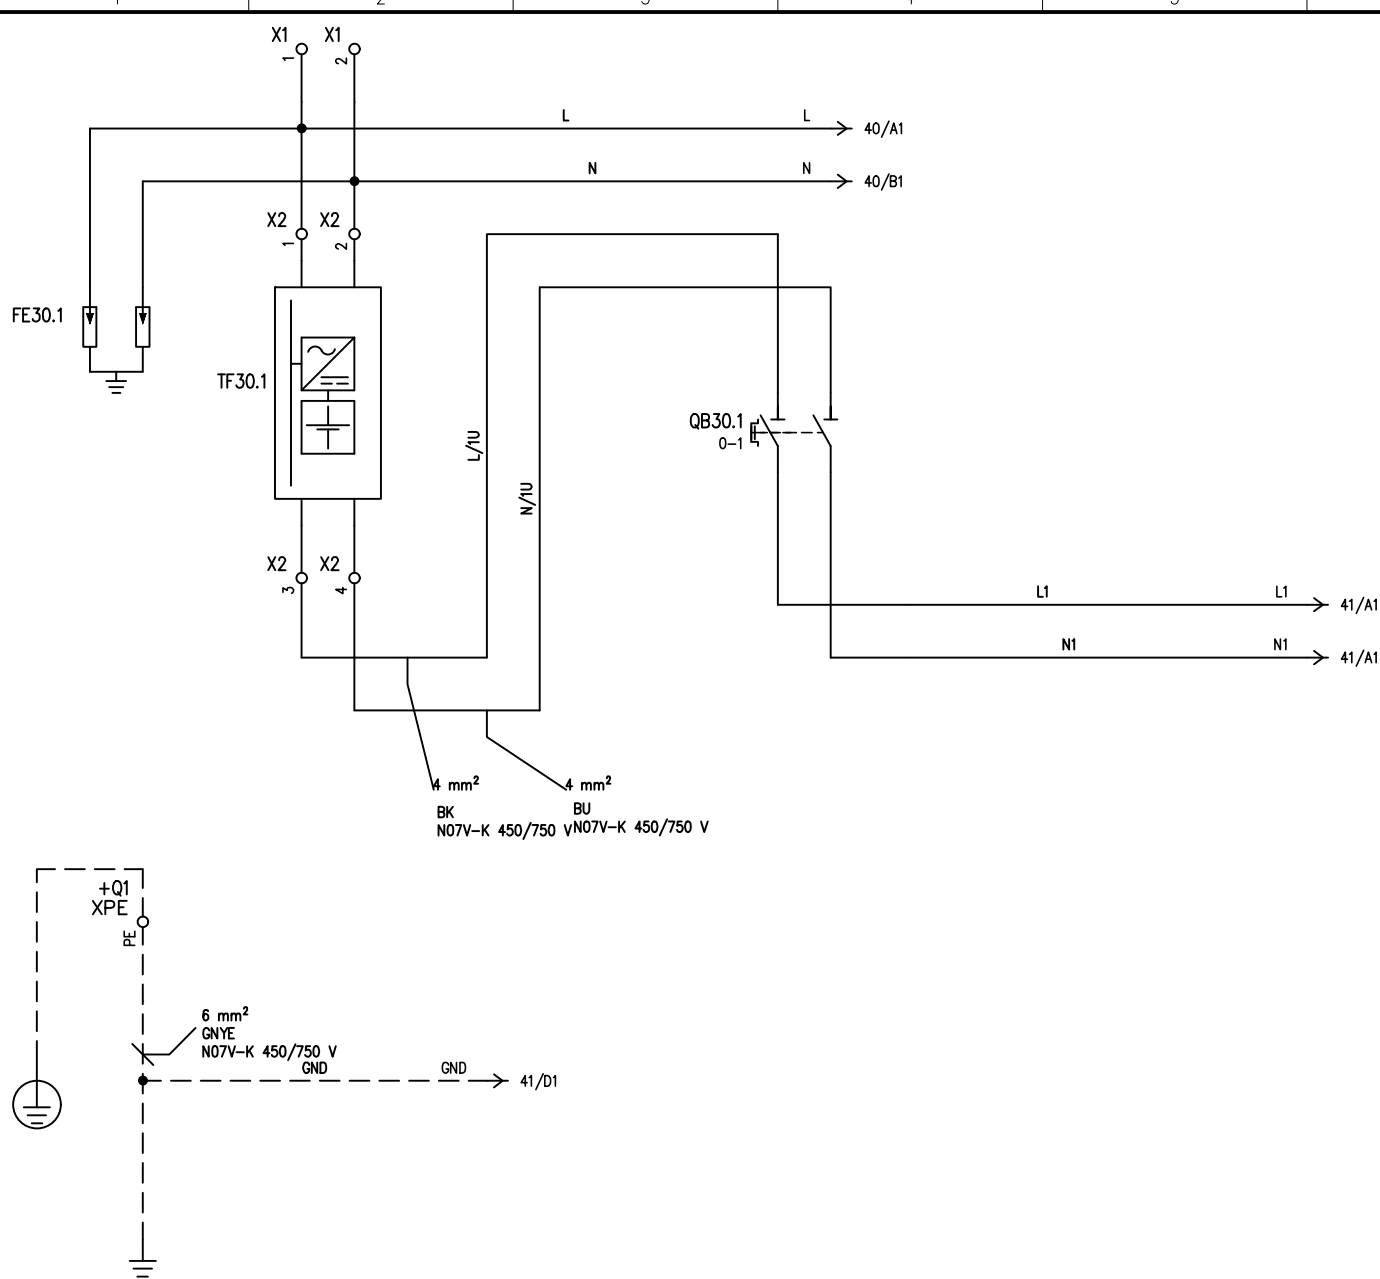 2
X1 X1
1 2
L L 40/A1
N N 40/B1
X2 X2
1 2
FE30.1
TF30.1
QB30.1
0-1
L/1U
N/1U
X2 X2
3 4
L1 L1 41/A1
N1 N1 41/A1
4 mm² 4 mm²
BK BU
N07V-K 450/750 V N07V-K 450/750 V
+Q1
XPE
PE
6 mm²
GNYE
N07V-K 450/750 V
GND GND 41/D1